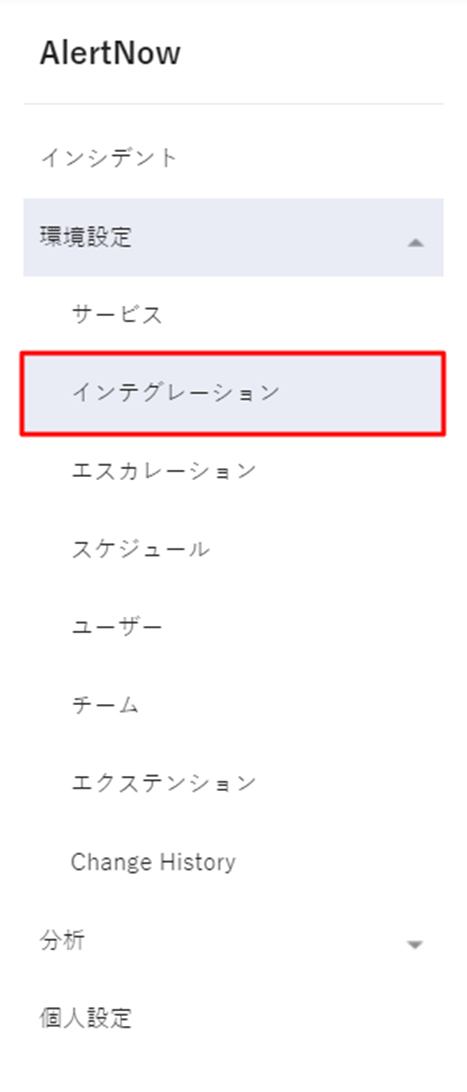 AlertNow
インシデント
環境設定
サービス
インテグレーション
エスカレーション
スケジュール
ユーザー
チーム
エクステンション
Change History
分析
個人設定